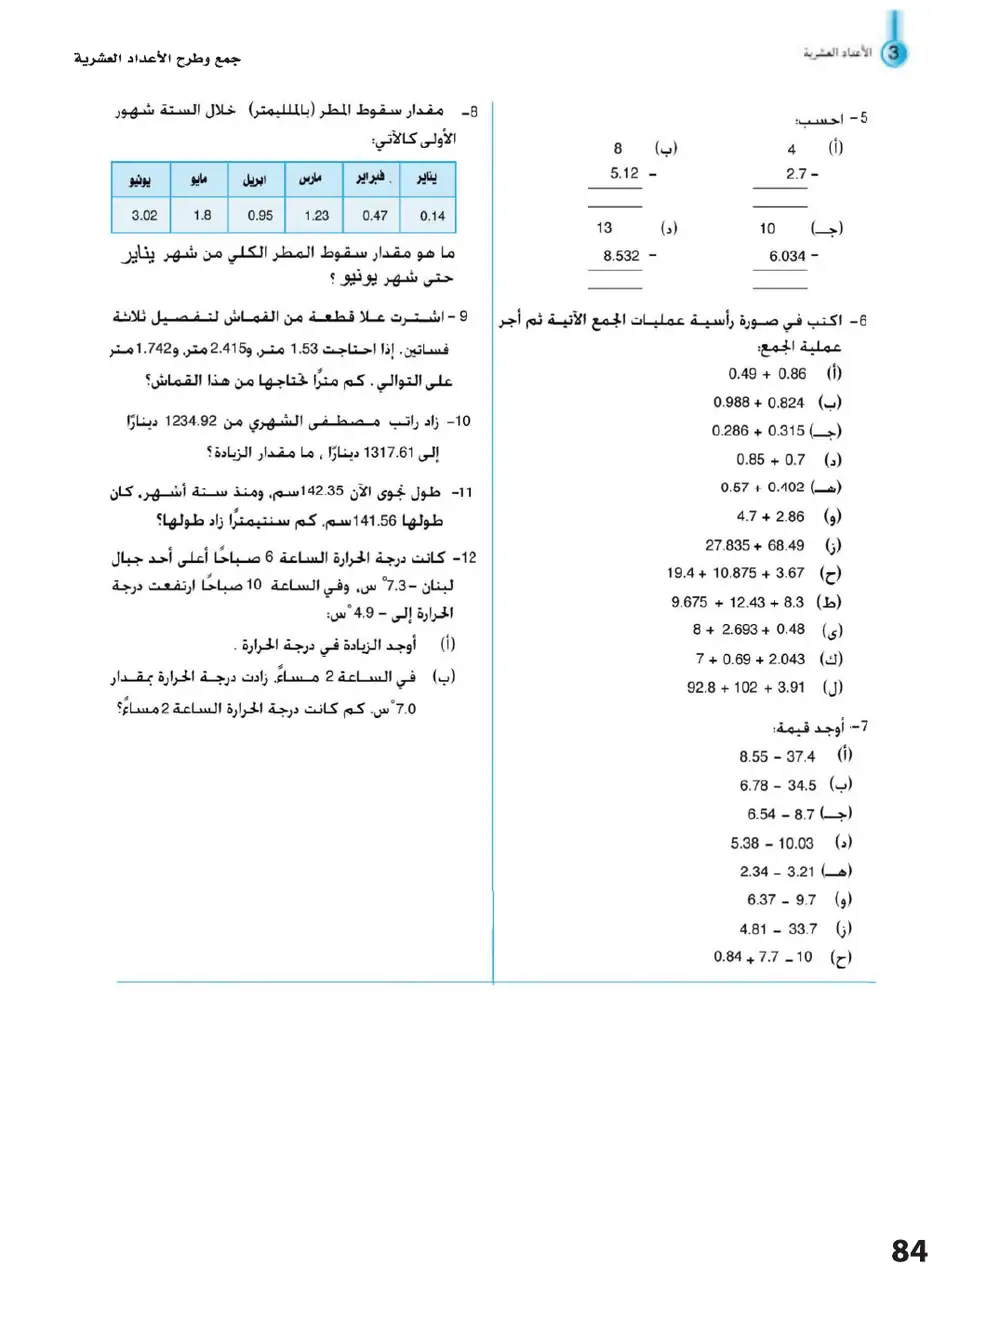 3 الأعداد العشرية
جمع وطرح الأعداد العشرية
5- احسب:
(أ) 4
2.7 -
(ب) 8
5.12 -
(جـ) 10
6.034 -
(د) 13
8.532 -
6- اكتب في صورة رأسية عمليات الجمع الآتية ثم أجر
عملية الجمع:
(أ) 0.49 + 0.86
(ب) 0.988 + 0.824
(جـ) 0.286 + 0.315
(د) 0.85 + 0.7
(هـ) 0.57 + 0.402
(و) 4.7 + 2.86
(ز) 27.835 + 68.49
(ح) 19.4 + 10.875 + 3.67
(ط) 9.675 + 12.43 + 8.3
(ى) 8 + 2.693 + 0.48
(ك) 7 + 0.69 + 2.043
(ل) 92.8 + 102 + 3.91
7- أوجد قيمة:
(أ) 8.55 - 37.4
(ب) 6.78 - 34.5
(جـ) 6.54 - 8.7
(د) 5.38 - 10.03
(هـ) 2.34 - 3.21
(و) 6.37 - 9.7
(ز) 4.81 - 33.7
(ح) 0.84 + 7.7 - 10
8- مقدار سقوط المطر (بالملليمتر) خلال الستة شهور
الأولى كالآتي:
يناير فبراير مارس ابريل مايو يونيو
0.14 0.47 1.23 0.95 1.8 3.02
ما هو مقدار سقوط المطر الكلي من شهر يناير
حتى شهر يونيو ؟
9- اشترت علا قطعة من القماش لتفصيل ثلاثة
فساتين. إذا احتاجت 1.53 متر، و2.415 متر، و1.742 متر
على التوالي. كم مترًا تحتاجها من هذا القماش؟
10- زاد راتب مصطفى الشهري من 1234.92 دينارًا
إلى 1317.61 دينارًا ، ما مقدار الزيادة؟
11- طول نجوى الآن 142.35سم، ومنذ ستة أشهر، كان
طولها 141.56سم. كم سنتيمترًا زاد طولها؟
12- كانت درجة الحرارة الساعة 6 صباحًا أعلى أحد جبال
لبنان –7.3° س، وفي الساعة 10 صباحًا ارتفعت درجة
الحرارة إلى – 4.9°س:
(أ) أوجد الزيادة في درجة الحرارة .
(ب) في الساعة 2 مساءً، زادت درجة الحرارة بمقدار
7.0°س. كم كانت درجة الحرارة الساعة 2مساءً؟
84